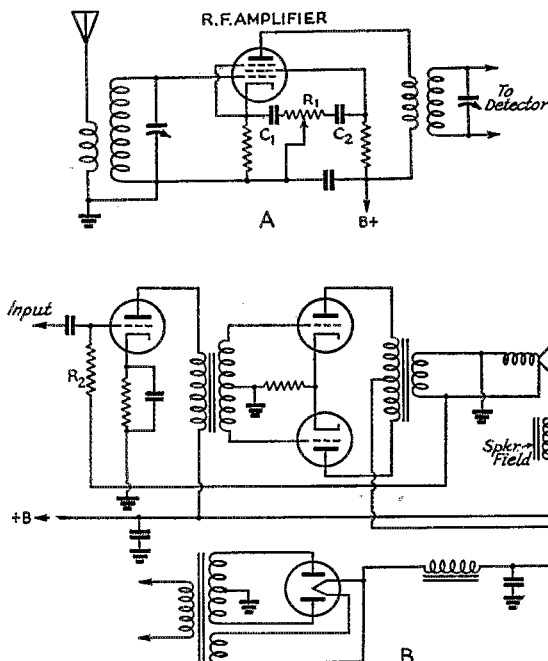 R.F. AMPLIFIER
R1
C1
C2
To
Detector
A
B+
Input
R2
Spkr.
Field
+B
B